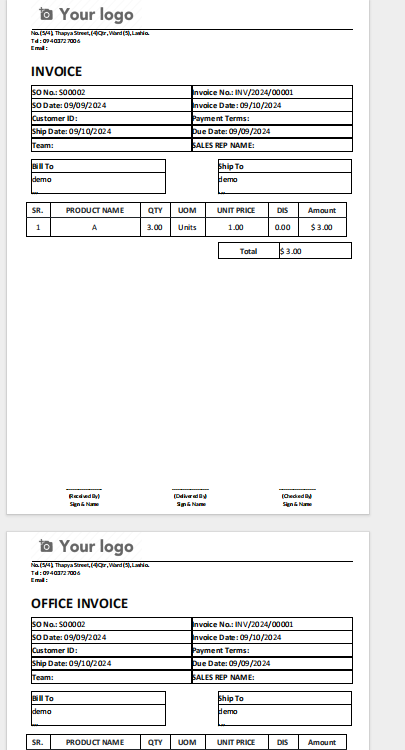 Your logo
No.(5/4), Thapya Street, (4)Qtr, Ward (5), Lashio.
Tel : 09 403727006
Email :
INVOICE
SO No.: S00002 Invoice No.: INV/2024/00001
SO Date: 09/09/2024 Invoice Date: 09/10/2024
Customer ID: Payment Terms:
Ship Date: 09/10/2024 Due Date: 09/09/2024
Team: SALES REP NAME:
Bill To Ship To
demo demo
SR. PRODUCT NAME QTY UOM UNIT PRICE DIS Amount
1 A 3.00 Units 1.00 0.00 $ 3.00
Total $ 3.00
(Received By) (Delivered By) (Checked By)
Sign & Name Sign & Name Sign & Name
Your logo
No.(5/4), Thapya Street, (4)Qtr, Ward (5), Lashio.
Tel : 09 403727006
Email :
OFFICE INVOICE
SO No.: S00002 Invoice No.: INV/2024/00001
SO Date: 09/09/2024 Invoice Date: 09/10/2024
Customer ID: Payment Terms:
Ship Date: 09/10/2024 Due Date: 09/09/2024
Team: SALES REP NAME:
Bill To Ship To
demo demo
SR. PRODUCT NAME QTY UOM UNIT PRICE DIS Amount